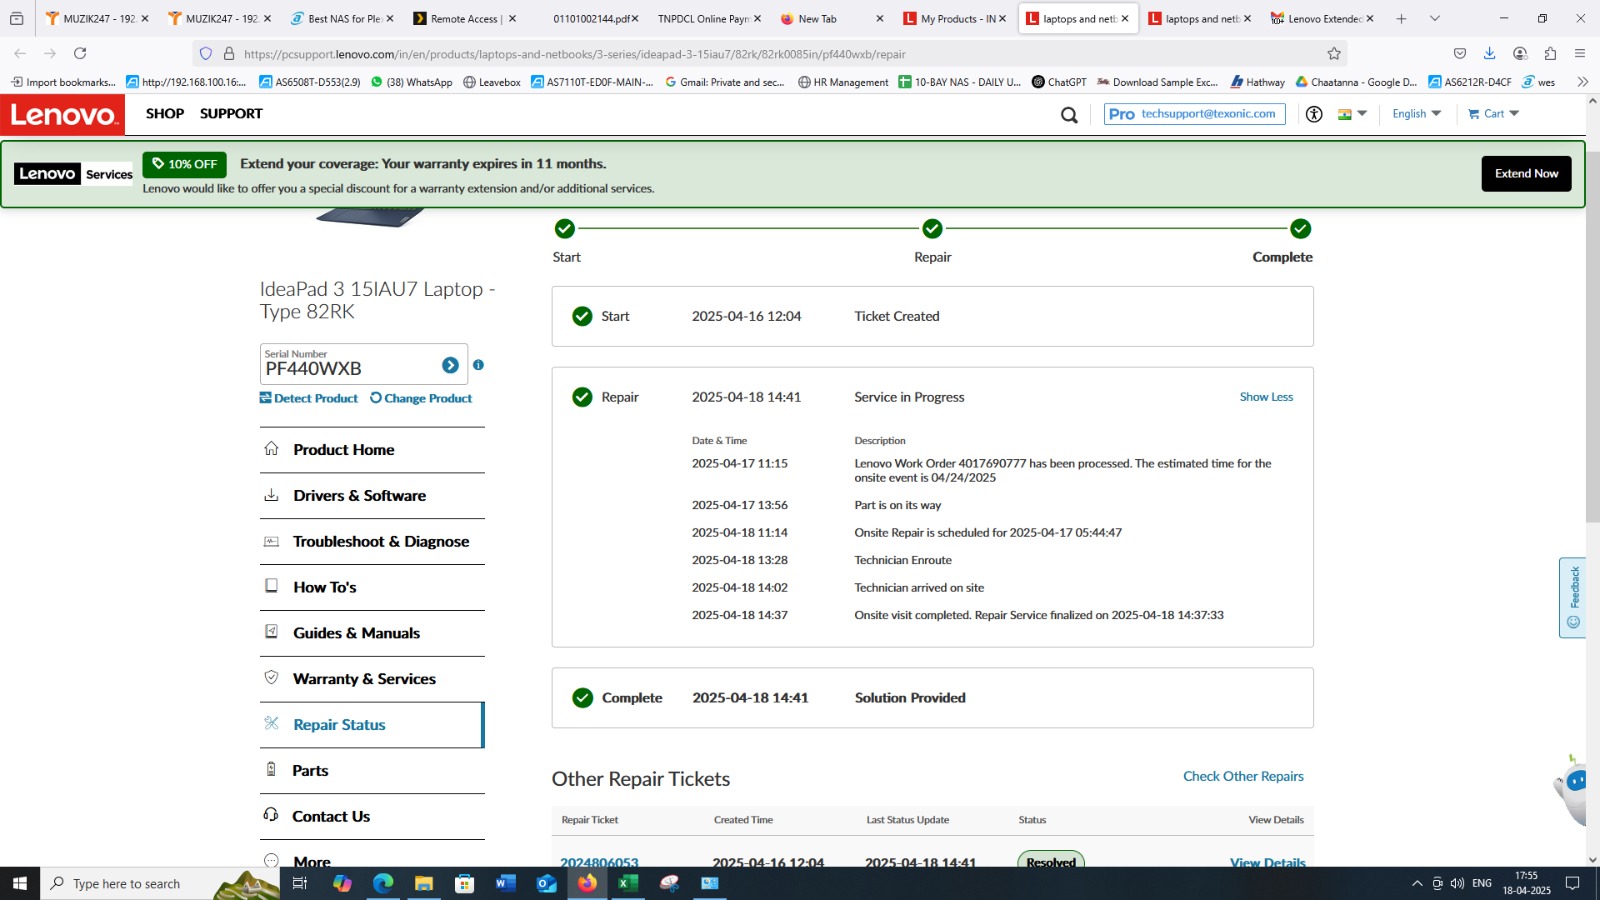 MUZIK247 - 192.
MUZIK247 - 192.
Best NAS for Ple
Remote Access |
01101002144.pdf
TNPDCL Online Paym
New Tab
My Products - IN
laptops and netb
laptops and netb
Lenovo Extende
https://pcsupport.lenovo.com/in/en/products/laptops-and-netbooks/3-series/ideapad-3-15iau7/82rk/82rk0085in/pf440wxb/repair
Import bookmarks...
http://192.168.100.16:...
AS6508T-D553(2.9)
(38) WhatsApp
Leavebox
AS7110T-ED0F-MAIN-...
Gmail: Private and sec...
HR Management
10-BAY NAS - DAILY U...
ChatGPT
Download Sample Exc...
Hathway
Chaatanna - Google D...
AS6212R-D4CF
wes
Lenovo
SHOP
SUPPORT
Pro techsupport@texonic.com
English
Cart
Lenovo Services
10% OFF
Extend your coverage: Your warranty expires in 11 months.
Lenovo would like to offer you a special discount for a warranty extension and/or additional services.
Extend Now
Start
Repair
Complete
IdeaPad 3 15IAU7 Laptop -
Type 82RK
Serial Number
PF440WXB
Detect Product
Change Product
Product Home
Drivers & Software
Troubleshoot & Diagnose
How To's
Guides & Manuals
Warranty & Services
Repair Status
Parts
Contact Us
More
Start 2025-04-16 12:04 Ticket Created
Repair 2025-04-18 14:41 Service in Progress Show Less
Date & Time Description
2025-04-17 11:15 Lenovo Work Order 4017690777 has been processed. The estimated time for the
onsite event is 04/24/2025
2025-04-17 13:56 Part is on its way
2025-04-18 11:14 Onsite Repair is scheduled for 2025-04-17 05:44:47
2025-04-18 13:28 Technician Enroute
2025-04-18 14:02 Technician arrived on site
2025-04-18 14:37 Onsite visit completed. Repair Service finalized on 2025-04-18 14:37:33
Complete 2025-04-18 14:41 Solution Provided
Other Repair Tickets Check Other Repairs
Repair Ticket Created Time Last Status Update Status View Details
2024806053 2025-04-16 12:04 2025-04-18 14:41 Resolved View Details
Feedback
Type here to search
ENG
17:55
18-04-2025